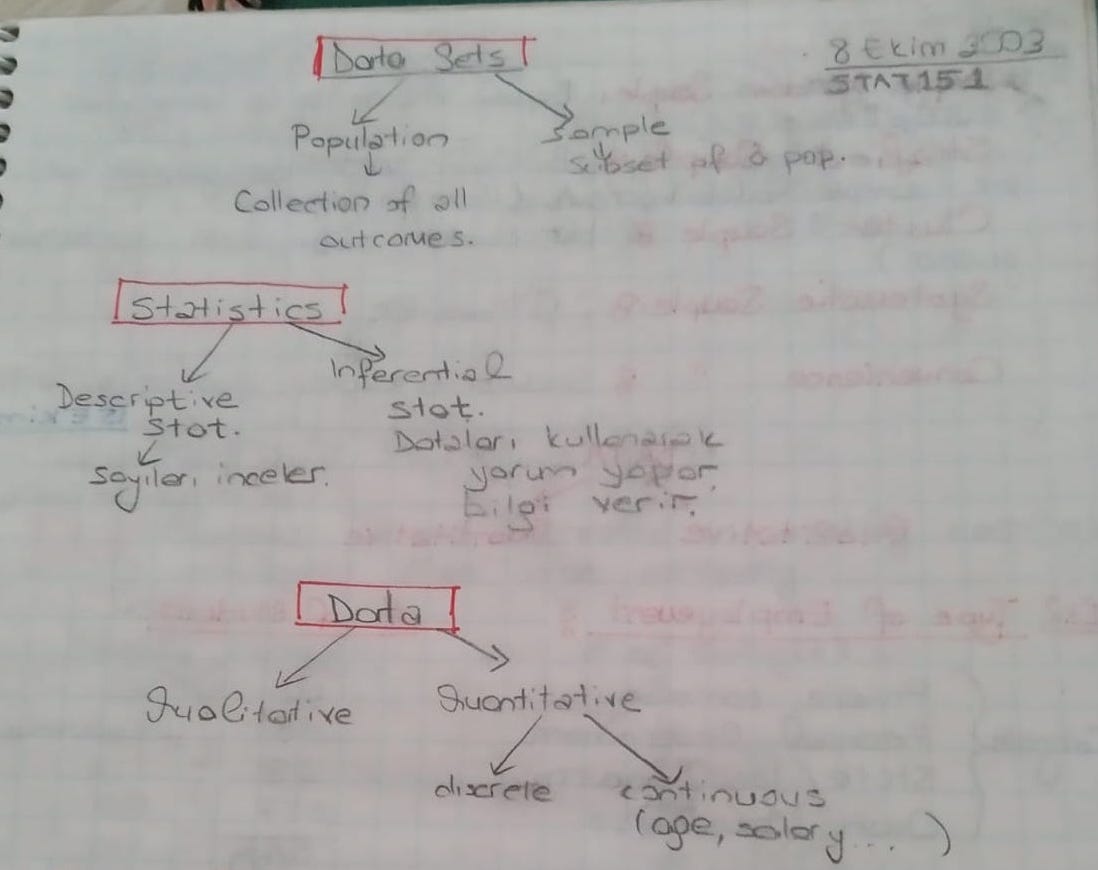 8 Ekim 2003
STAT151
Data Sets
Population
Sample
subset of a pop.
Collection of all
outcomes.
Statistics
Descriptive
Stat.
sayıları inceler.
Inferential
stat.
Dataları kullanarak
yorum yapar.
bilgi verir.
Data
Qualitative
Quantitative
discrete
continuous
(age, salary... )